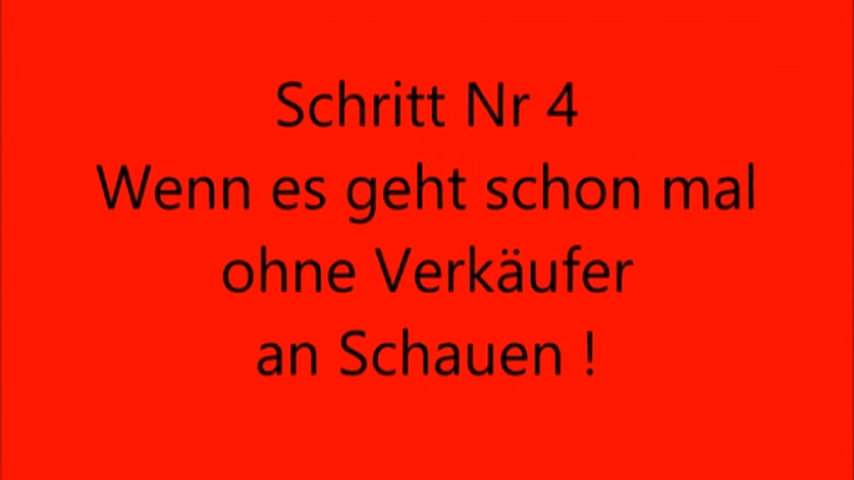 Schritt Nr 4
Wenn es geht schon mal
ohne Verkäufer
an Schauen !